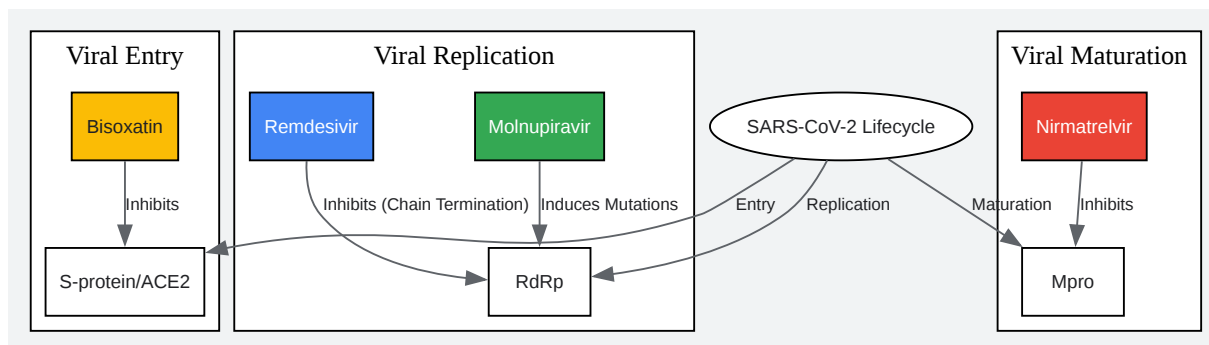 Viral Entry
Viral Replication
Viral Maturation
Bisoxatin
Remdesivir
Molnupiravir
SARS-CoV-2 Lifecycle
Nirmatrelvir
Inhibits
Inhibits (Chain Termination)
Induces Mutations
Entry
Replication
Maturation
Inhibits
S-protein/ACE2
RdRp
Mpro